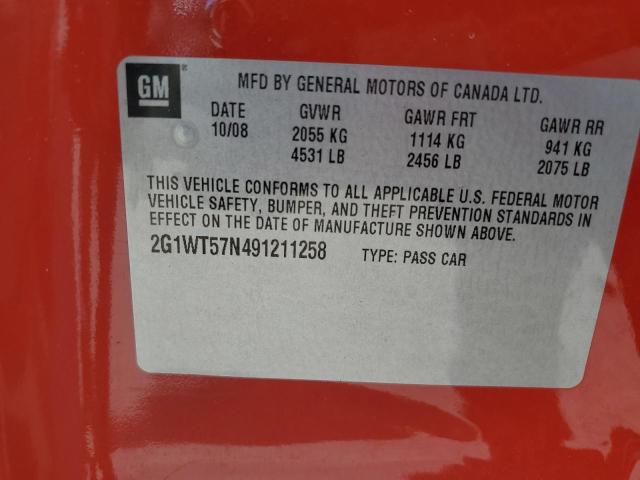 GM
MFD BY GENERAL MOTORS OF CANADA LTD.
DATE GVWR GAWR FRT GAWR RR
10/08 2055 KG 1114 KG 941 KG
4531 LB 2456 LB 2075 LB
THIS VEHICLE CONFORMS TO ALL APPLICABLE U.S. FEDERAL MOTOR
VEHICLE SAFETY, BUMPER, AND THEFT PREVENTION STANDARDS IN
EFFECT ON THE DATE OF MANUFACTURE SHOWN ABOVE.
2G1WT57N491211258 TYPE: PASS CAR